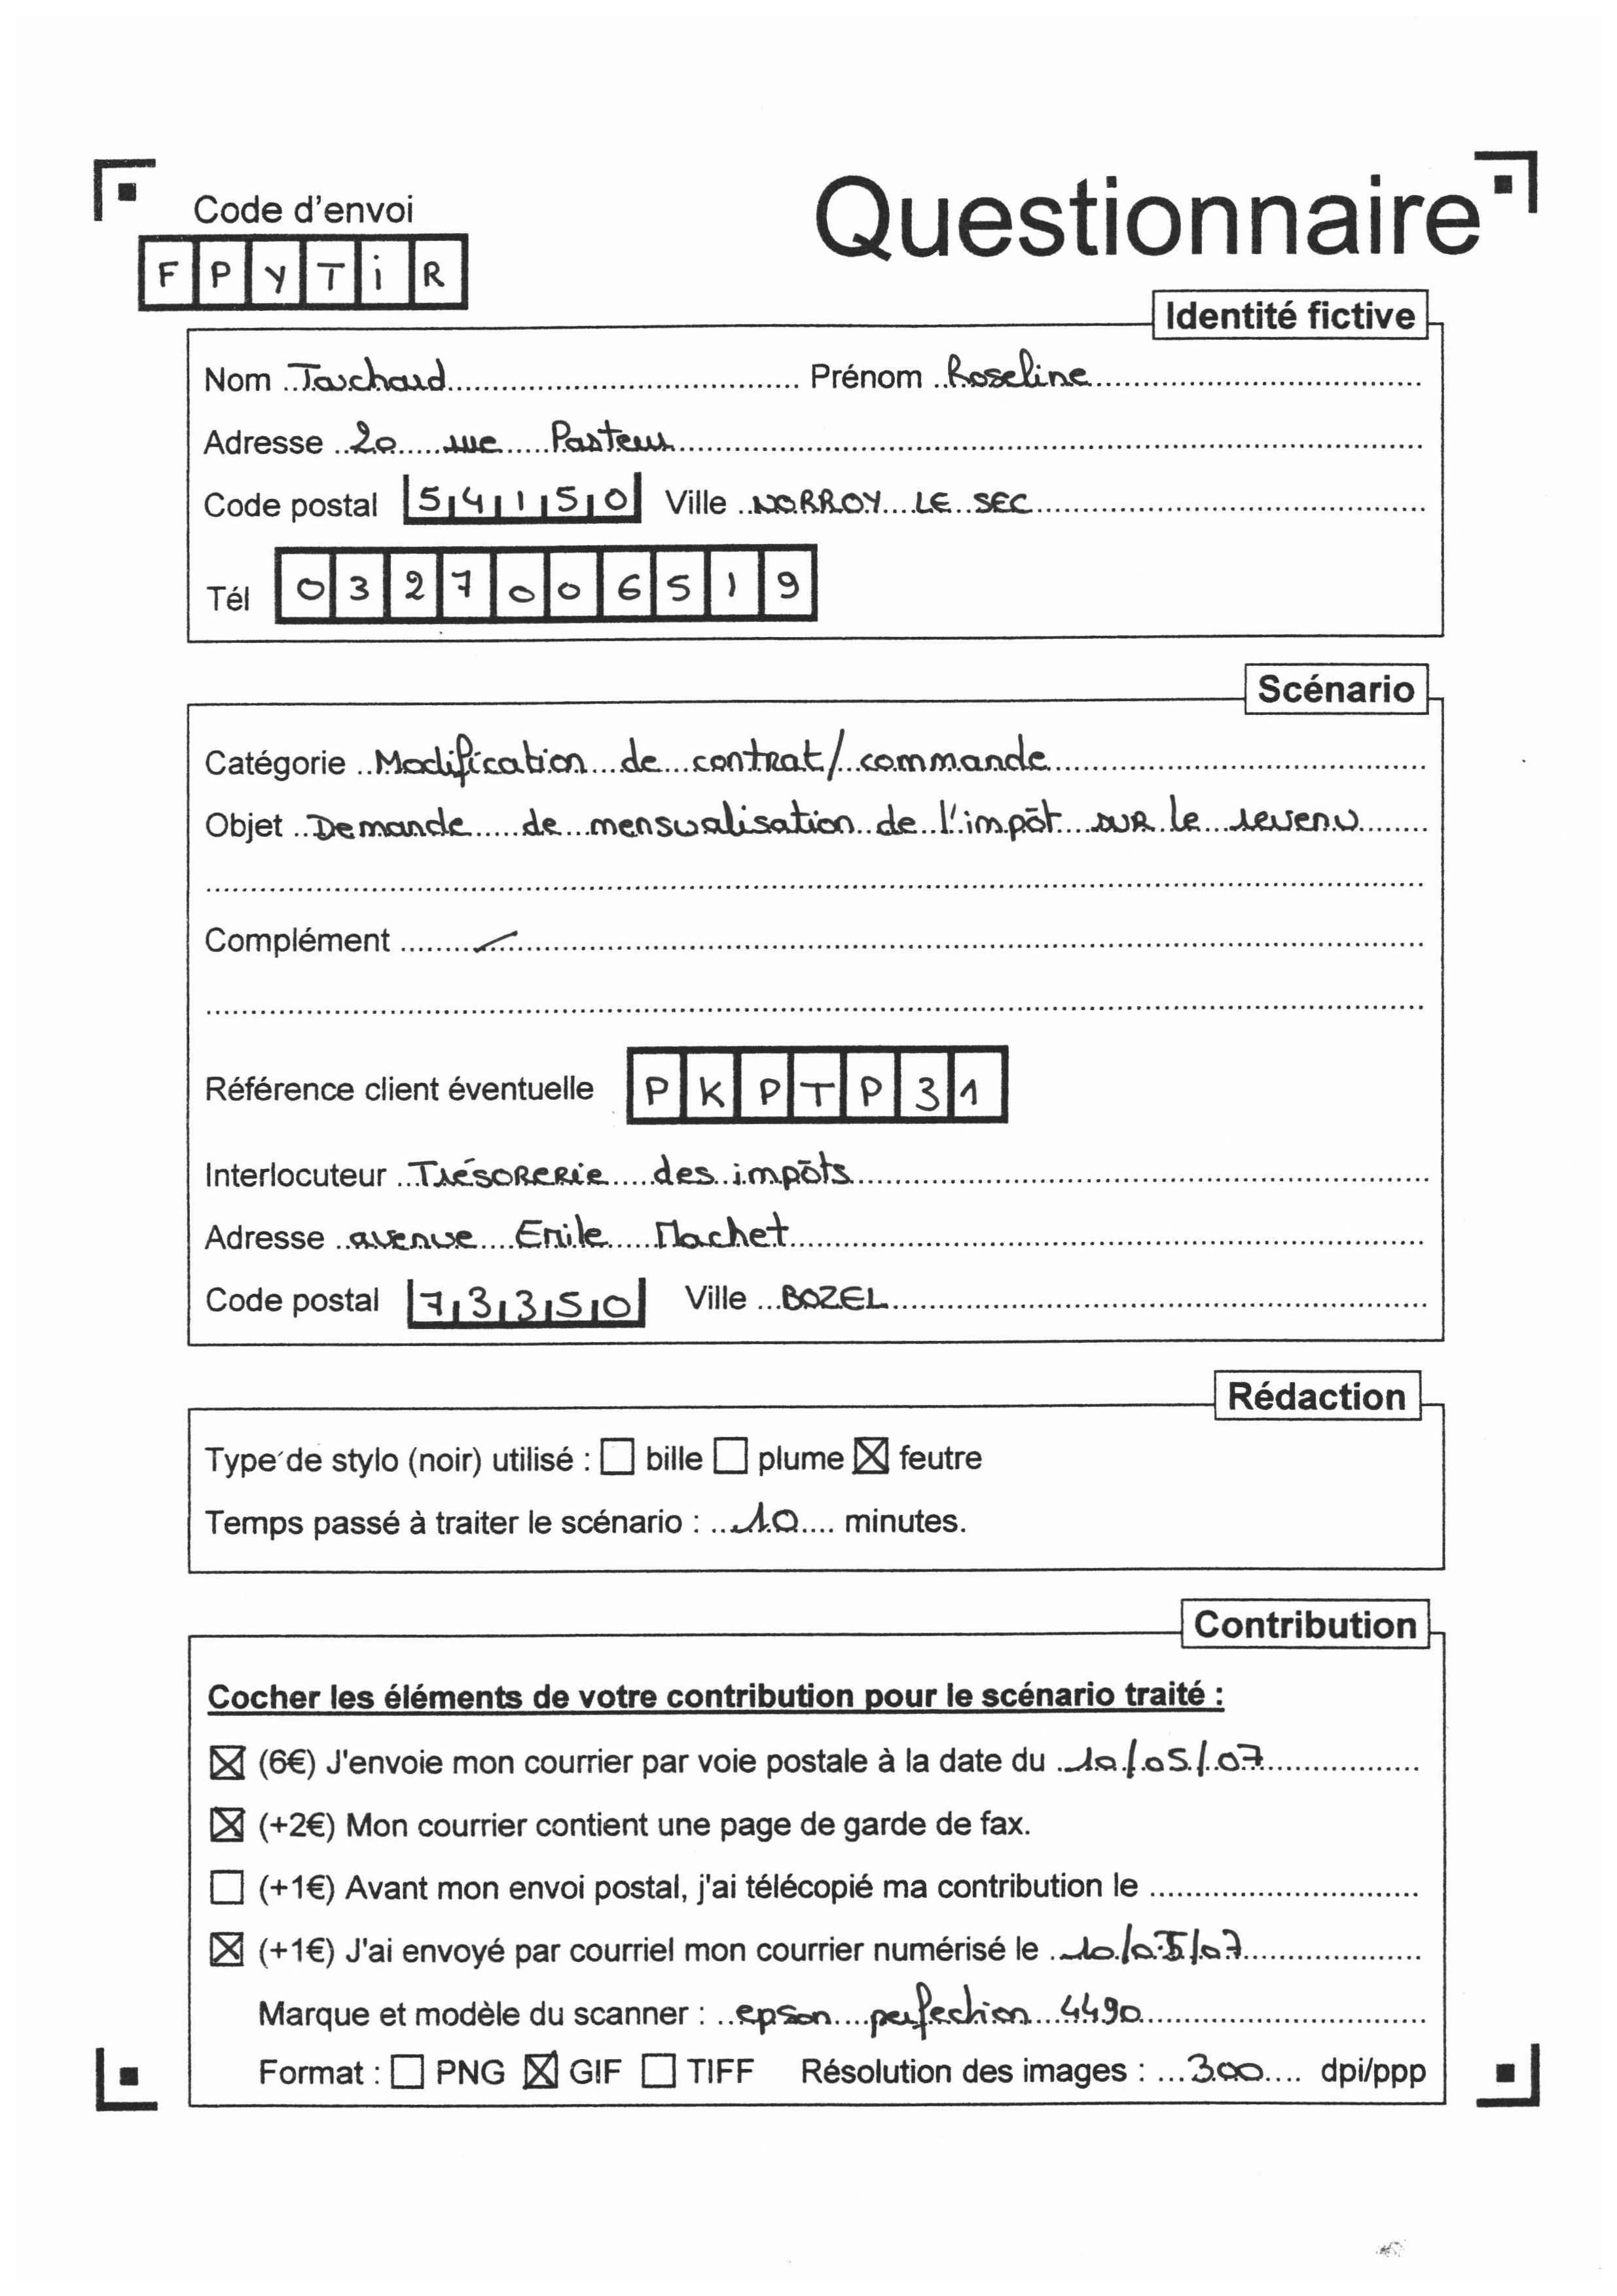 Code d'envoi
Questionnaire
F P Y T i R
Identité fictive
Nom Taschard Prénom Roseline
Adresse 20 rue Pasteur
Code postal 54150 Ville NORROY LE SEC
Tél 0327006519
Scénario
Catégorie Modification de contrat/commande
Objet Demande de mensualisation de l'impôt sur le revenu
Complément
Référence client éventuelle PKPTP31
Interlocuteur Trésorerie des impôts
Adresse avenue Emile Machet
Code postal 73350 Ville BOZEL
Rédaction
Type de stylo (noir) utilisé : ☐ bille ☐ plume ☒ feutre
Temps passé à traiter le scénario : 10 minutes.
Contribution
Cocher les éléments de votre contribution pour le scénario traité :
☒ (6€) J'envoie mon courrier par voie postale à la date du 10/05/07
☒ (+2€) Mon courrier contient une page de garde de fax.
☐ (+1€) Avant mon envoi postal, j'ai télécopié ma contribution le
☒ (+1€) J'ai envoyé par courriel mon courrier numérisé le 10/05/07
Marque et modèle du scanner : epson perfection 4490
Format : ☐ PNG ☒ GIF ☐ TIFF Résolution des images : 300 dpi/ppp